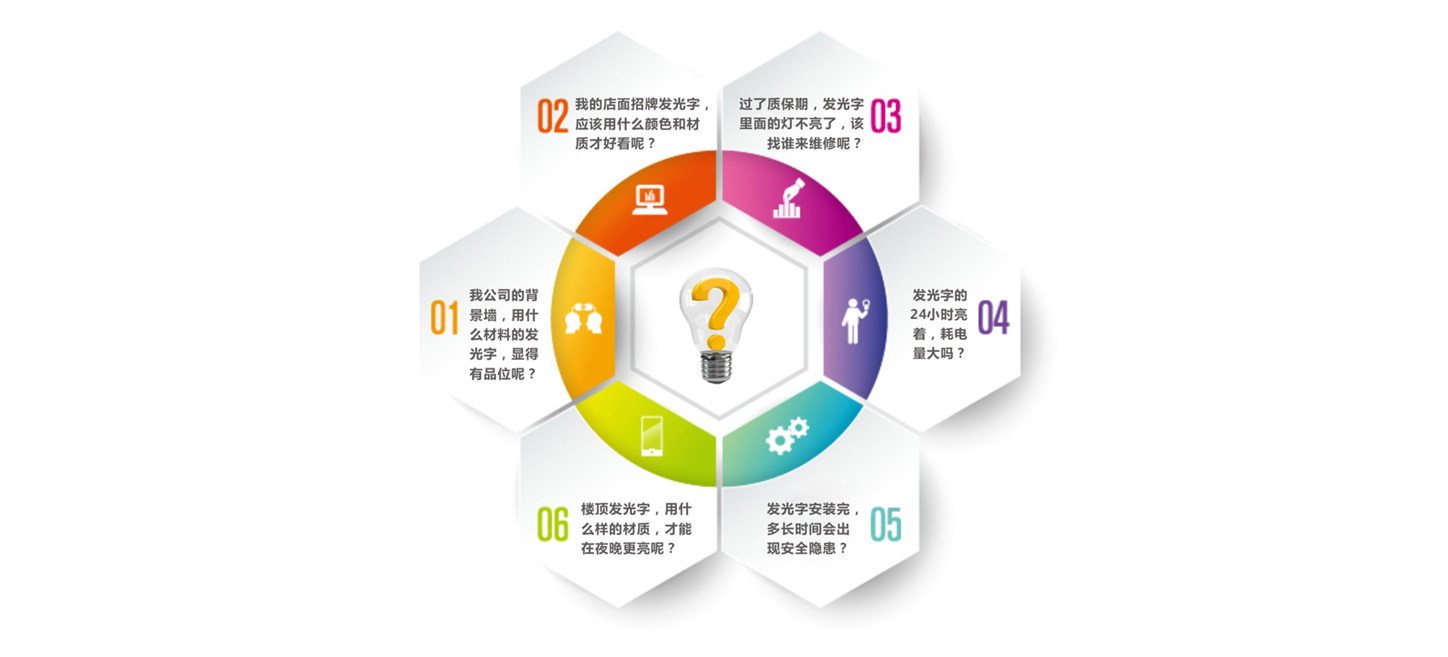 01
我公司的背
景墙，用什
么材料的发
光字，显得
有品位呢？
02
我的店面招牌发光字，
应该用什么颜色和材
质才好看呢？
03
过了质保期，发光字
里面的灯不亮了，该
找谁来维修呢？
04
发光字的
24小时亮
着，耗电
量大吗？
05
发光字安装完，
多长时间会出
现安全隐患？
06
楼顶发光字，用什
么样的材质，才能
在夜晚更亮呢？
?